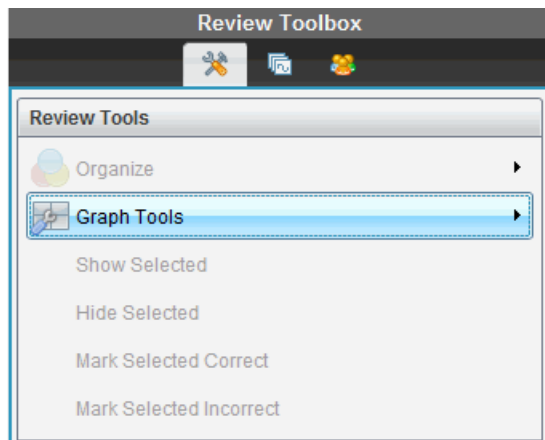 Review Toolbox
Review Tools
Organize
Graph Tools
Show Selected
Hide Selected
Mark Selected Correct
Mark Selected Incorrect